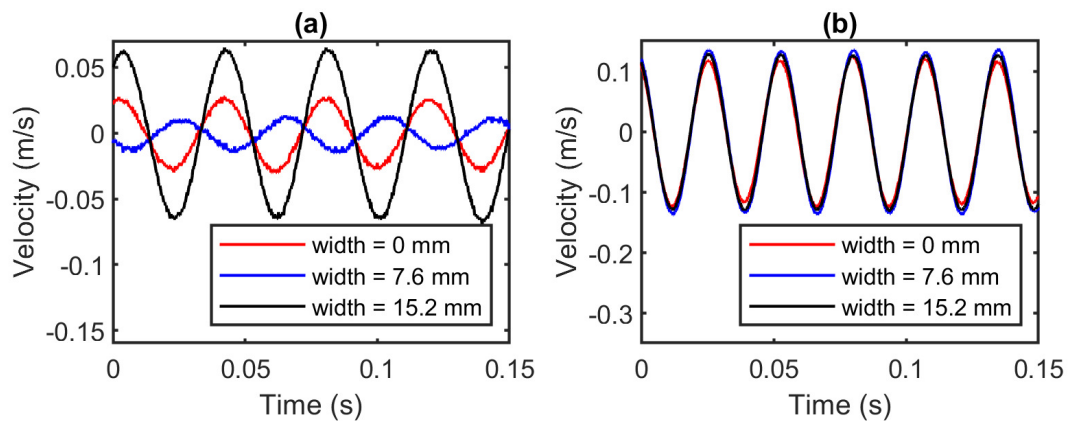 (a)
Velocity (m/s)
0.05
0
-0.05
-0.1
-0.15
width = 0 mm
width = 7.6 mm
width = 15.2 mm
0
0.05
0.1
0.15
Time (s)
(b)
Velocity (m/s)
0.1
0
-0.1
-0.2
-0.3
width = 0 mm
width = 7.6 mm
width = 15.2 mm
0
0.05
0.1
0.15
Time (s)